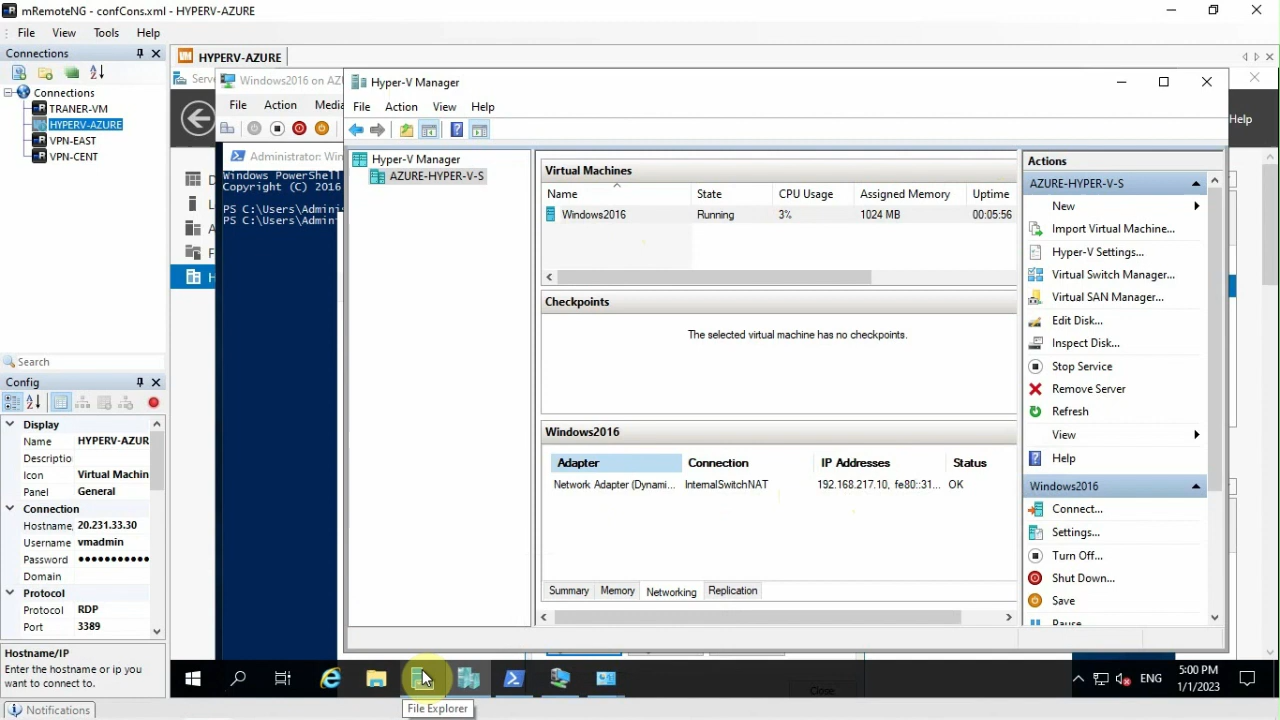 mRemoteNG - confCons.xml - HYPERV-AZURE
File View Tools Help
Connections
Connections
TRANER-VM
HYPERV-AZURE
VPN-EAST
VPN-CENT
Search
Config
Display
Name HYPERV-AZUR
Descriptio
Icon Virtual Machin
Panel General
Connection
Hostname, 20.231.33.30
Username vmadmin
Password ●●●●●●●●●●●
Domain
Protocol
Protocol RDP
Port 3389
Hostname/IP
Enter the hostname or ip you
want to connect to.
Notifications
HYPERV-AZURE
Serv
Windows2016 on AZ
File Action Media
Administrator: Win
Windows PowerShell
Copyright (C) 2016
PS C:\Users\Adminis
PS C:\Users\Admin
Help
Hyper-V Manager
File Action View Help
Hyper-V Manager
AZURE-HYPER-V-S
Virtual Machines
Name State CPU Usage Assigned Memory Uptime
Windows2016 Running 3% 1024 MB 00:05:56
Checkpoints
The selected virtual machine has no checkpoints.
Windows2016
Adapter Connection IP Addresses Status
Network Adapter (Dynami... InternalSwitchNAT 192.168.217.10, fe80::31... OK
Summary Memory Networking Replication
Actions
AZURE-HYPER-V-S
New
Import Virtual Machine...
Hyper-V Settings...
Virtual Switch Manager...
Virtual SAN Manager...
Edit Disk...
Inspect Disk...
Stop Service
Remove Server
Refresh
View
Help
Windows2016
Connect...
Settings...
Turn Off...
Shut Down...
Save
Pause
Close
ENG
5:00 PM
1/1/2023
File Explorer